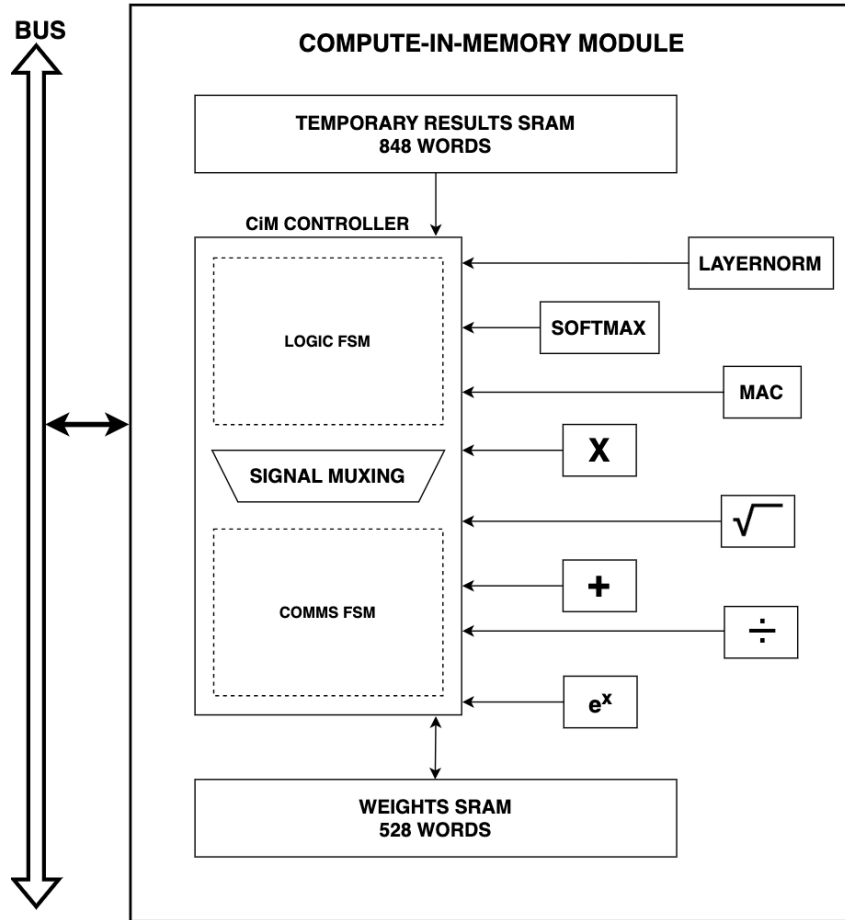 BUS
COMPUTE-IN-MEMORY MODULE
TEMPORARY RESULTS SRAM
848 WORDS
CiM CONTROLLER
LAYERNORM
LOGIC FSM
SOFTMAX
MAC
X
SIGNAL MUXING
√
+
COMMS FSM
÷
eˣ
WEIGHTS SRAM
528 WORDS